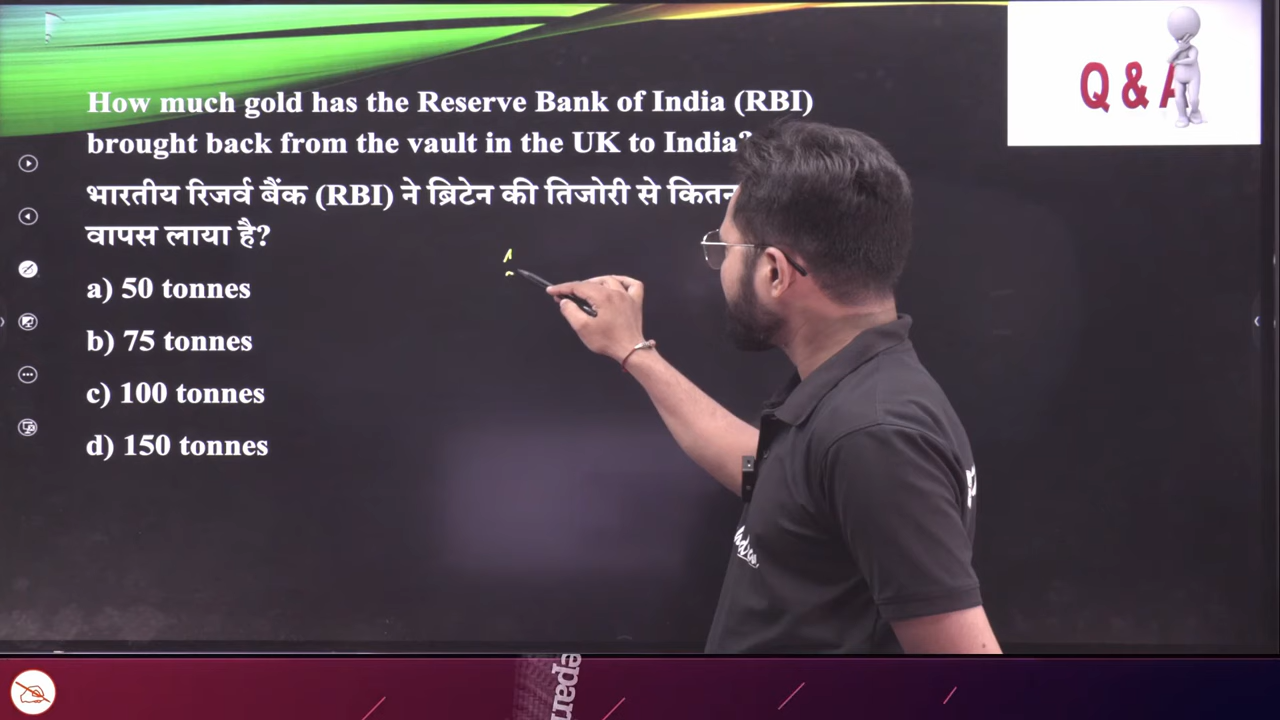 Q & A
How much gold has the Reserve Bank of India (RBI)
brought back from the vault in the UK to India?
भारतीय रिजर्व बैंक (RBI) ने ब्रिटेन की तिजोरी से
वापस लाया है?
a) 50 tonnes
b) 75 tonnes
c) 100 tonnes
d) 150 tonnes